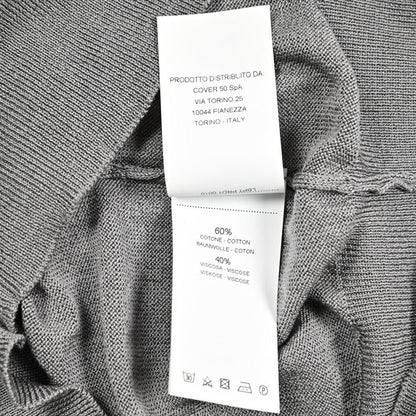 PRODOTTO DISTRIBUITO DA:
COVER 50 SpA
VIA TORINO 25
10044 PIANEZZA
TORINO - ITALY
60%
COTONE - COTTON
BAUMWOLLE - COTON
40%
VISCOSA - VISCOSE
VISKOSE - VISCOSE
P